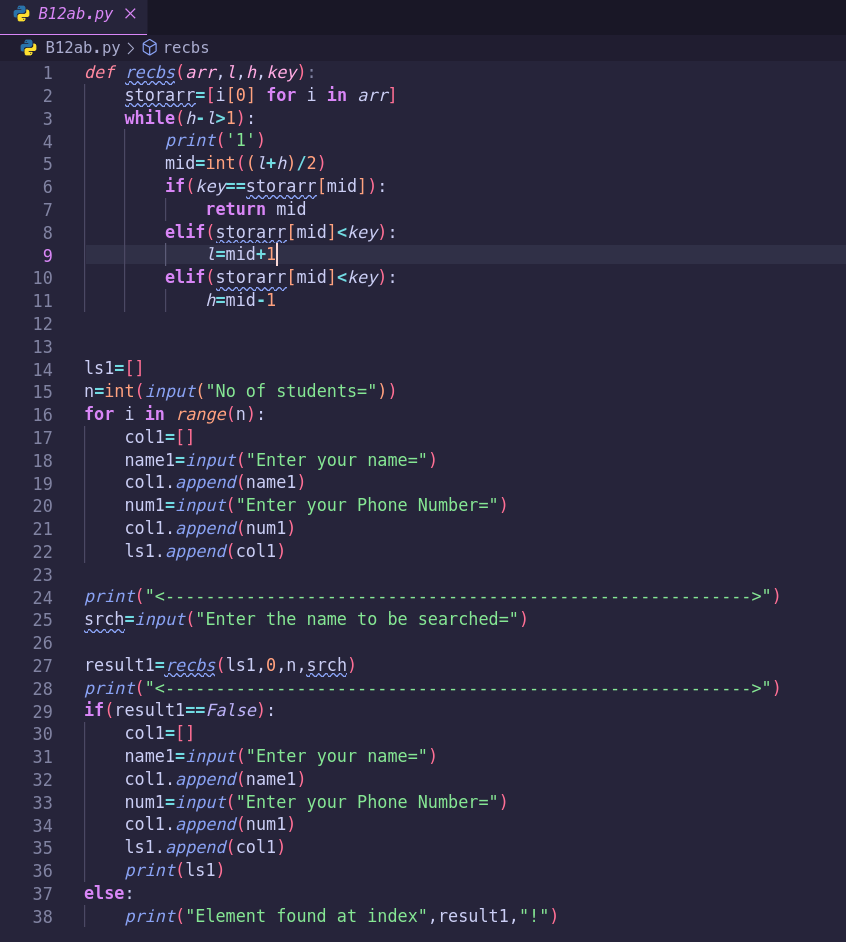 B12ab.py
B12ab.py > recbs
1 def recbs(arr,l,h,key):
2     storarr=[i[0] for i in arr]
3     while(h-l>1):
4         print('1')
5         mid=int((l+h)/2)
6         if(key==storarr[mid]):
7             return mid
8         elif(storarr[mid]<key):
9             l=mid+1
10         elif(storarr[mid]<key):
11             h=mid-1
12
13
14 ls1=[]
15 n=int(input("No of students="))
16 for i in range(n):
17     col1=[]
18     name1=input("Enter your name=")
19     col1.append(name1)
20     num1=input("Enter your Phone Number=")
21     col1.append(num1)
22     ls1.append(col1)
23
24 print("<---------------------------------------------------------->")
25 srch=input("Enter the name to be searched=")
26
27 result1=recbs(ls1,0,n,srch)
28 print("<---------------------------------------------------------->")
29 if(result1==False):
30     col1=[]
31     name1=input("Enter your name=")
32     col1.append(name1)
33     num1=input("Enter your Phone Number=")
34     col1.append(num1)
35     ls1.append(col1)
36     print(ls1)
37 else:
38     print("Element found at index",result1,"!")